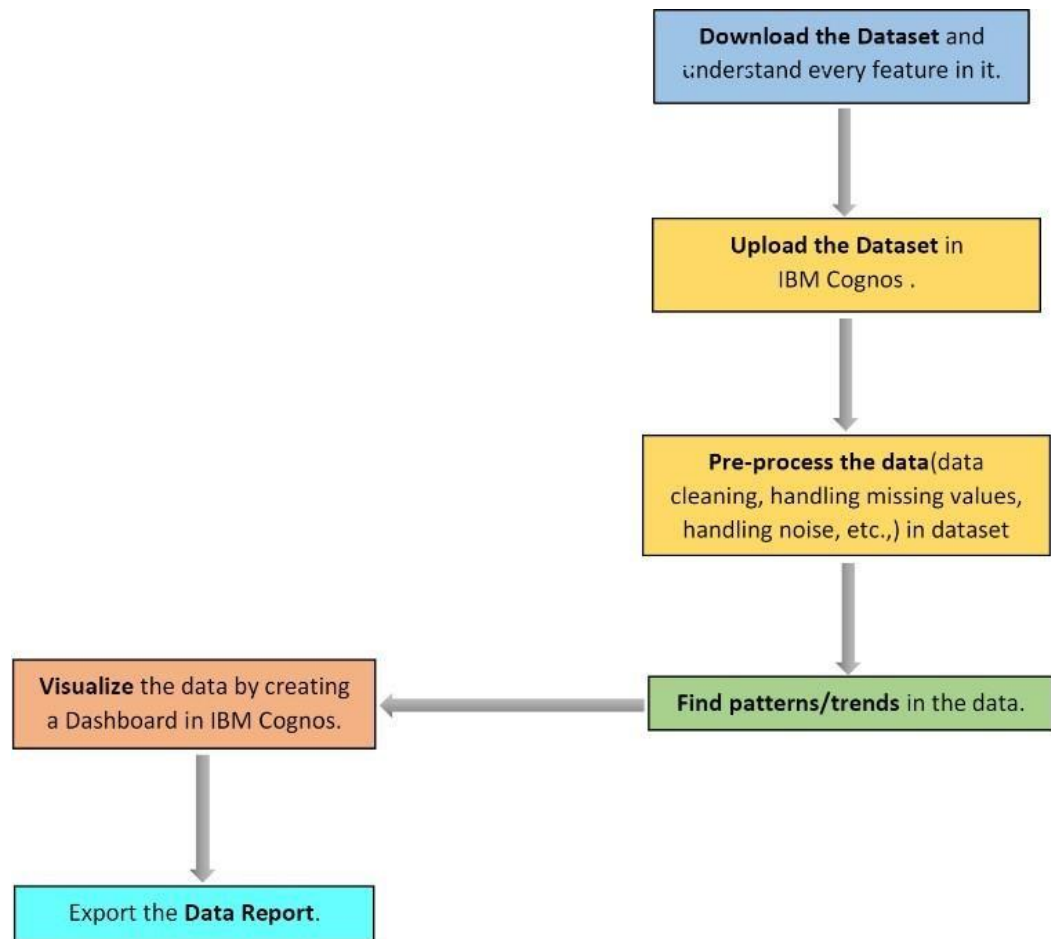 Download the Dataset and
understand every feature in it.
Upload the Dataset in
IBM Cognos .
Pre-process the data(data
cleaning, handling missing values,
handling noise, etc.,) in dataset
Find patterns/trends in the data.
Visualize the data by creating
a Dashboard in IBM Cognos.
Export the Data Report.